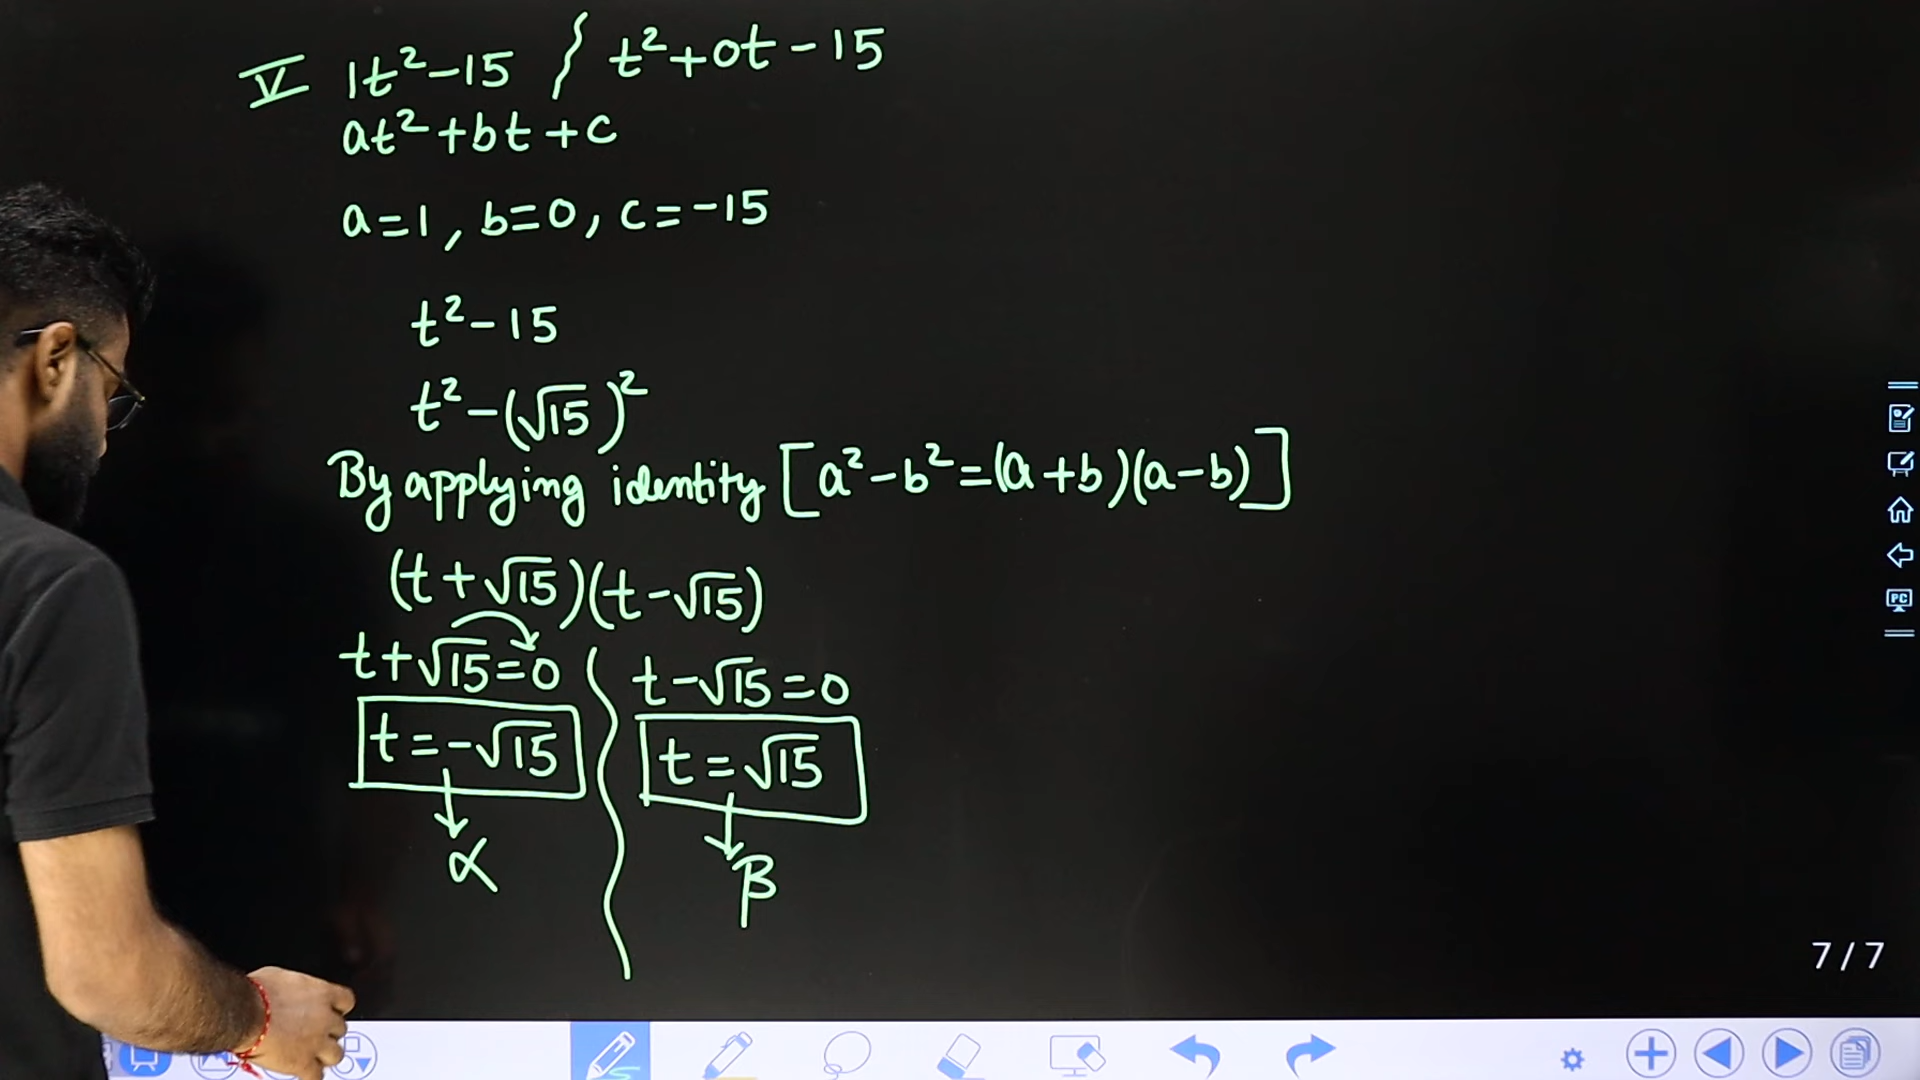 V 1t²-15 } t²+0t-15
at²+bt+c
a=1, b=0, c=-15
t²-15
t²-(√15)²
By applying identity [a²-b²=(a+b)(a-b)]
(t+√15)(t-√15)
t+√15=0 t-√15=0
t=-√15 t=√15
α β
7/7
PC